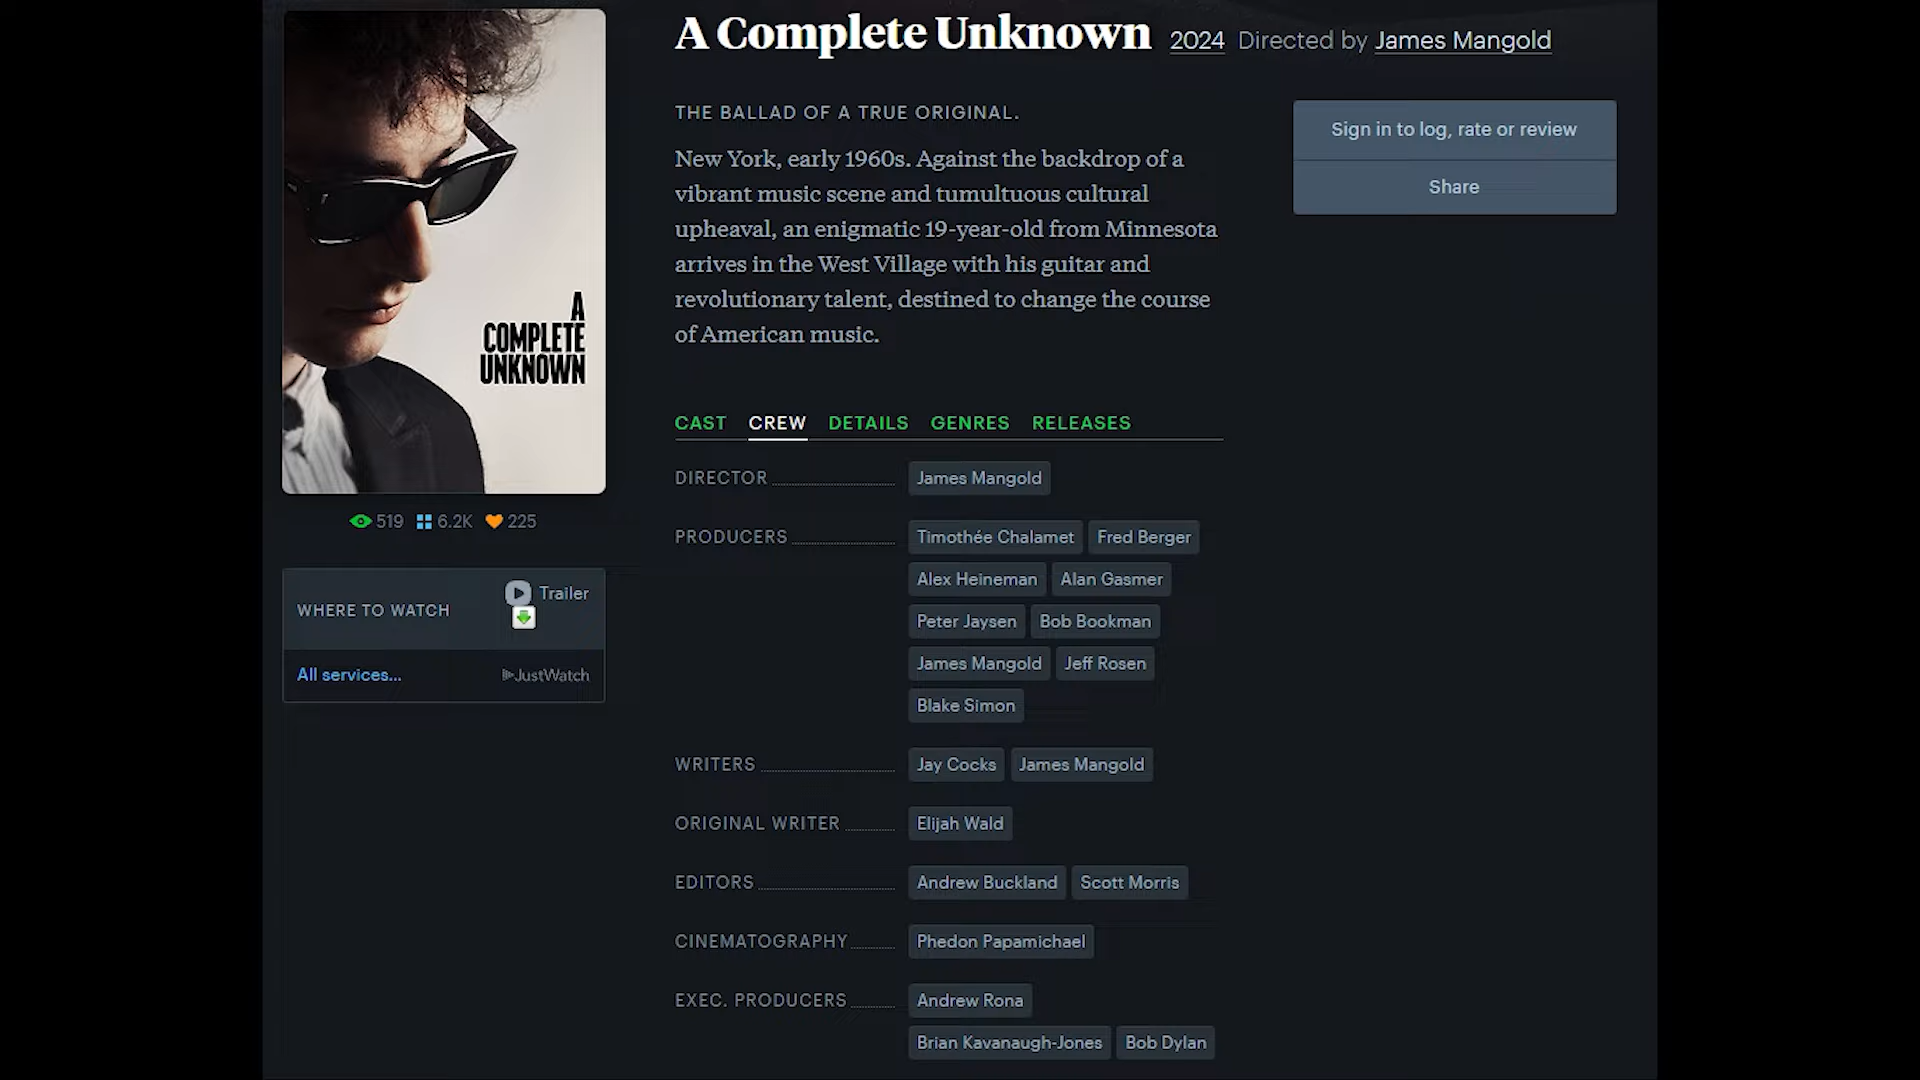 A Complete Unknown 2024 Directed by James Mangold
THE BALLAD OF A TRUE ORIGINAL.
New York, early 1960s. Against the backdrop of a
vibrant music scene and tumultuous cultural
upheaval, an enigmatic 19-year-old from Minnesota
arrives in the West Village with his guitar and
revolutionary talent, destined to change the course
of American music.
Sign in to log, rate or review
Share
A
COMPLETE
UNKNOWN
519 6.2K 225
WHERE TO WATCH
Trailer
All services...
JustWatch
CAST CREW DETAILS GENRES RELEASES
DIRECTOR James Mangold
PRODUCERS Timothée Chalamet Fred Berger
Alex Heineman Alan Gasmer
Peter Jaysen Bob Bookman
James Mangold Jeff Rosen
Blake Simon
WRITERS Jay Cocks James Mangold
ORIGINAL WRITER Elijah Wald
EDITORS Andrew Buckland Scott Morris
CINEMATOGRAPHY Phedon Papamichael
EXEC. PRODUCERS Andrew Rona
Brian Kavanaugh-Jones Bob Dylan